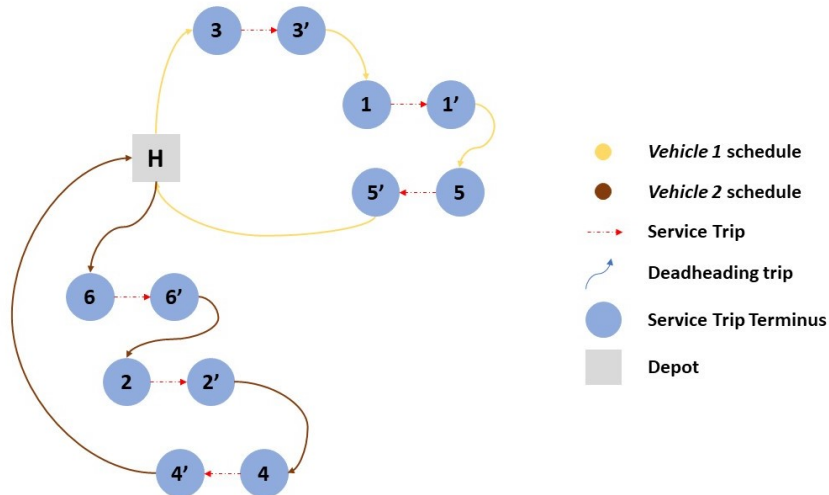 3 3’
1 1’
H
5’ 5
6 6’
2 2’
4’ 4
Vehicle 1 schedule
Vehicle 2 schedule
Service Trip
Deadheading trip
Service Trip Terminus
Depot